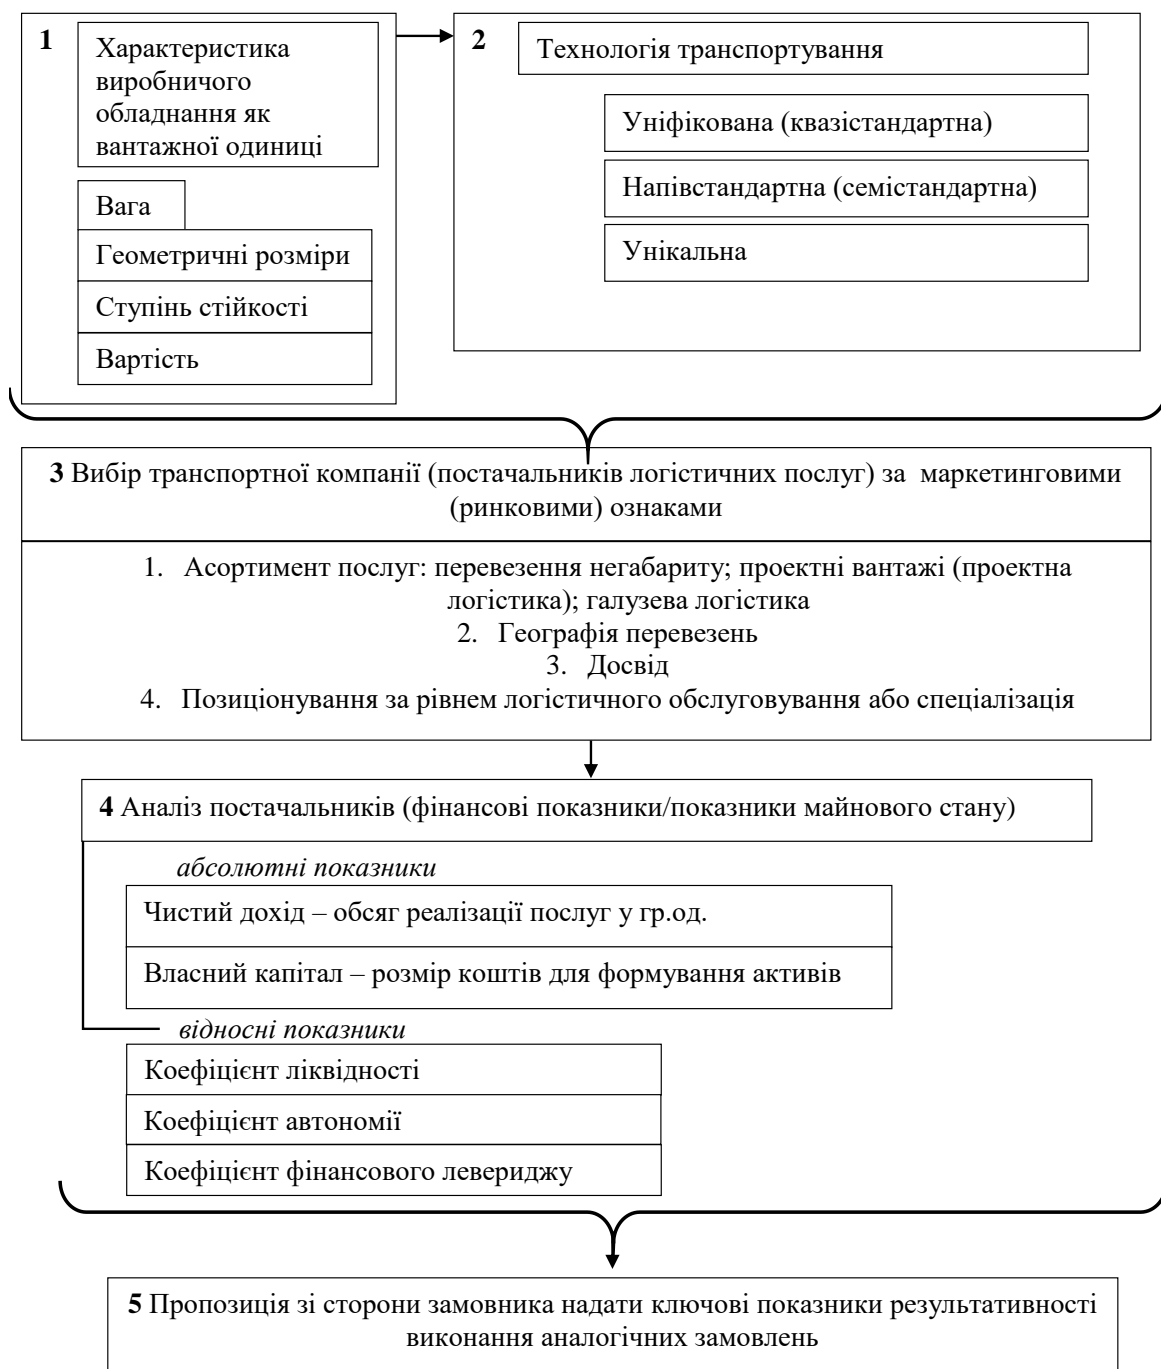 1
Характеристика
виробничого
обладнання як
вантажної одиниці
Вага
Геометричні розміри
Ступінь стійкості
Вартість
2
Технологія транспортування
Уніфікована (квазістандартна)
Напівстандартна (семістандартна)
Унікальна
3 Вибір транспортної компанії (постачальників логістичних послуг) за маркетинговими
(ринковими) ознаками
1. Асортимент послуг: перевезення негабариту; проектні вантажі (проектна
логістика); галузева логістика
2. Географія перевезень
3. Досвід
4. Позиціонування за рівнем логістичного обслуговування або спеціалізація
4 Аналіз постачальників (фінансові показники/показники майнового стану)
абсолютні показники
Чистий дохід – обсяг реалізації послуг у гр.од.
Власний капітал – розмір коштів для формування активів
відносні показники
Коефіцієнт ліквідності
Коефіцієнт автономії
Коефіцієнт фінансового левериджу
5 Пропозиція зі сторони замовника надати ключові показники результативності
виконання аналогічних замовлень